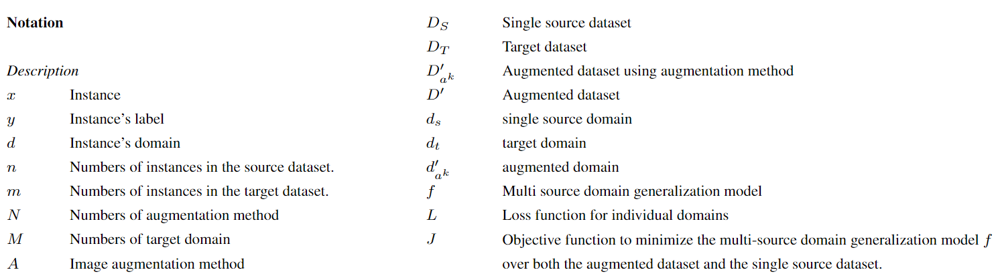 Notation
Description
x Instance
y Instance's label
d Instance's domain
n Numbers of instances in the source dataset.
m Numbers of instances in the target dataset.
N Numbers of augmentation method
M Numbers of target domain
A Image augmentation method
D_S Single source dataset
D_T Target dataset
D′_{a^k} Augmented dataset using augmentation method
D′ Augmented dataset
d_s single source domain
d_t target domain
d′_{a^k} augmented domain
f Multi source domain generalization model
L Loss function for individual domains
J Objective function to minimize the multi-source domain generalization model f
over both the augmented dataset and the single source dataset.